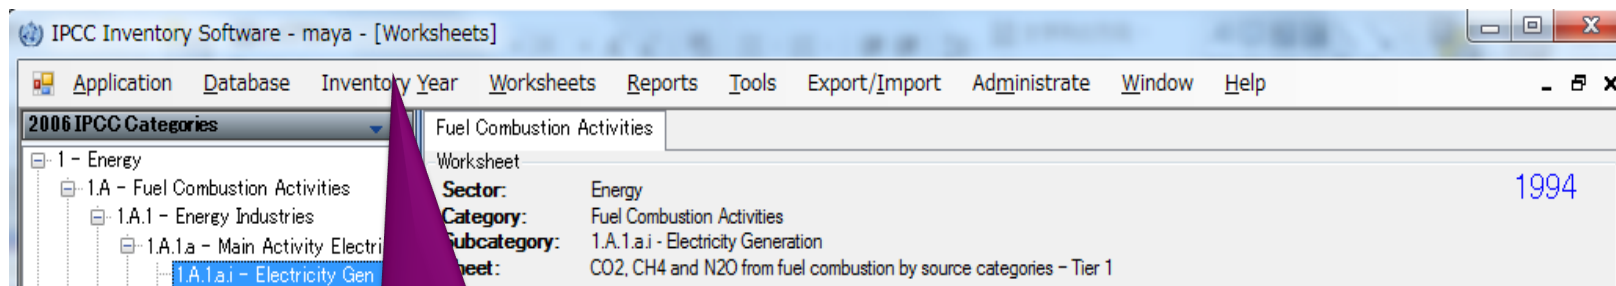 IPCC Inventory Software - maya - [Worksheets]
Application Database Inventory Year Worksheets Reports Tools Export/Import Administrate Window Help
2006 IPCC Categories
Fuel Combustion Activities
1 - Energy
Worksheet
1.A - Fuel Combustion Activities
Sector: Energy
1994
1.A.1 - Energy Industries
Category: Fuel Combustion Activities
1.A.1.a - Main Activity Electri
Subcategory: 1.A.1.a.i - Electricity Generation
1.A.1.a.i - Electricity Gen
CO2, CH4 and N2O from fuel combustion by source categories - Tier 1